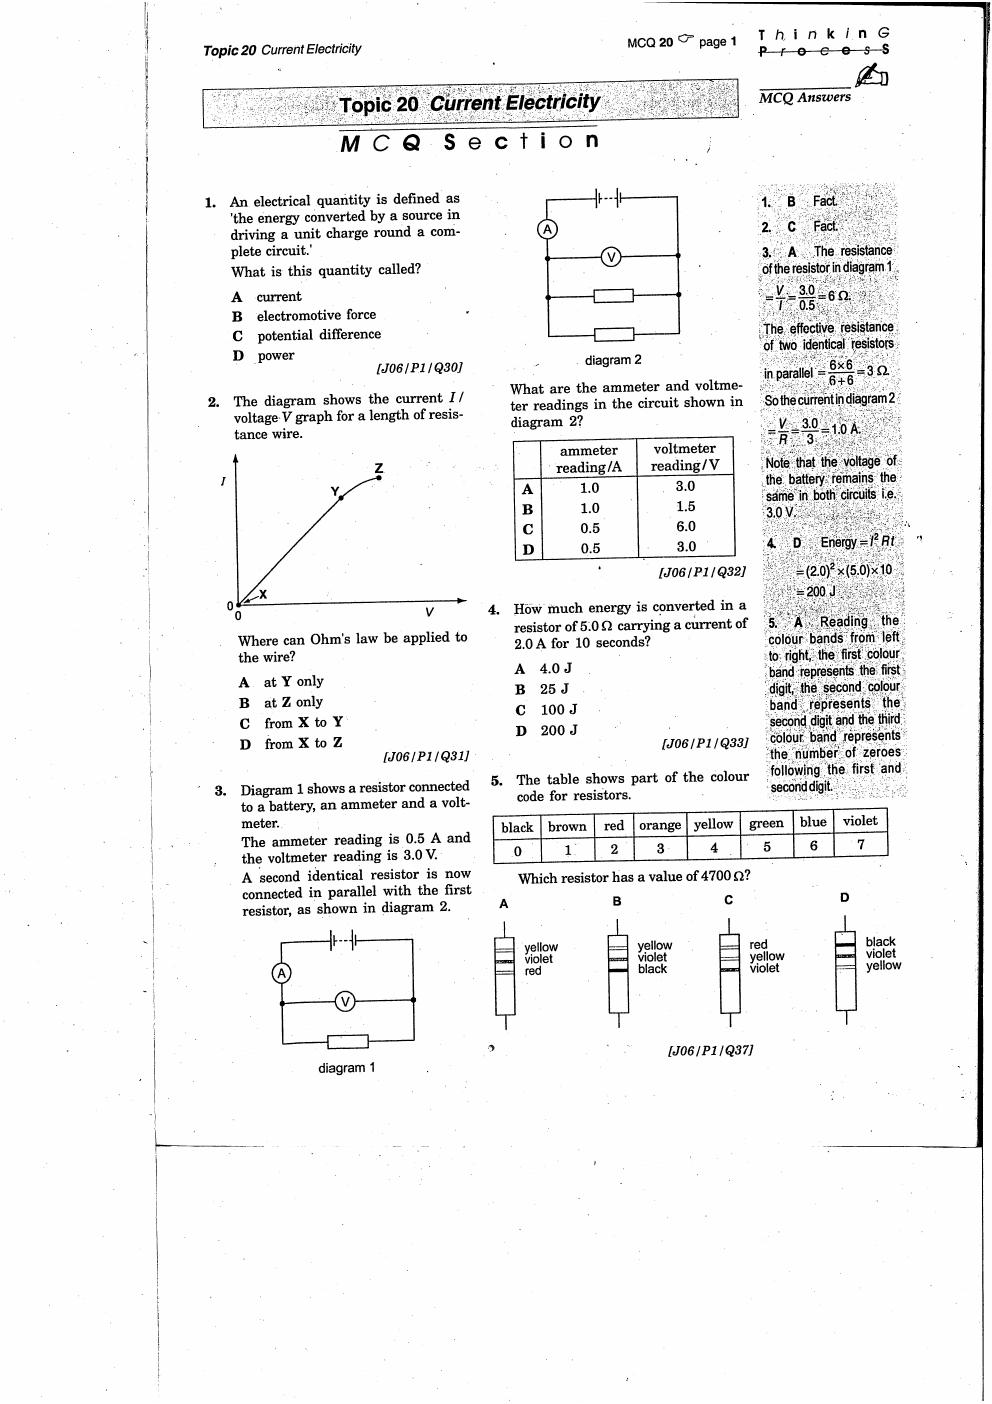 Topic 20 Current Electricity
MCQ 20 ☞ page 1
ThinkinG
ProcesS
MCQ Answers
Topic 20 Current Electricity
MCQ Section
1. An electrical quantity is defined as
'the energy converted by a source in
driving a unit charge round a com-
plete circuit.'
What is this quantity called?
A current
B electromotive force
C potential difference
D power
[J06/P1/Q30]
2. The diagram shows the current I /
voltage V graph for a length of resis-
tance wire.
I
Z
Y
X
0
0
V
Where can Ohm's law be applied to
the wire?
A at Y only
B at Z only
C from X to Y
D from X to Z
[J06/P1/Q31]
3. Diagram 1 shows a resistor connected
to a battery, an ammeter and a volt-
meter.
The ammeter reading is 0.5 A and
the voltmeter reading is 3.0 V.
A second identical resistor is now
connected in parallel with the first
resistor, as shown in diagram 2.
A
V
diagram 1
A
V
diagram 2
What are the ammeter and voltme-
ter readings in the circuit shown in
diagram 2?
ammeter reading/A voltmeter reading/V
A 1.0 3.0
B 1.0 1.5
C 0.5 6.0
D 0.5 3.0
[J06/P1/Q32]
4. How much energy is converted in a
resistor of 5.0 Ω carrying a current of
2.0 A for 10 seconds?
A 4.0 J
B 25 J
C 100 J
D 200 J
[J06/P1/Q33]
5. The table shows part of the colour
code for resistors.
black brown red orange yellow green blue violet
0 1 2 3 4 5 6 7
Which resistor has a value of 4700 Ω?
A B C D
yellow
violet
red
yellow
violet
black
red
yellow
violet
black
violet
yellow
[J06/P1/Q37]
1. B Fact.
2. C Fact.
3. A The resistance
of the resistor in diagram 1
= V/I = 3.0/0.5 = 6 Ω.
The effective resistance
of two identical resistors
in parallel = 6×6/6+6 = 3 Ω.
So the current in diagram 2
= V/R = 3.0/3 = 1.0 A.
Note that the voltage of
the battery remains the
same in both circuits i.e.
3.0 V.
4. D Energy = I² Rt
= (2.0)² × (5.0) × 10
= 200 J
5. A Reading the
colour bands from left
to right, the first colour
band represents the first
digit, the second colour
band represents the
second digit and the third
colour band represents
the number of zeroes
following the first and
second digit.